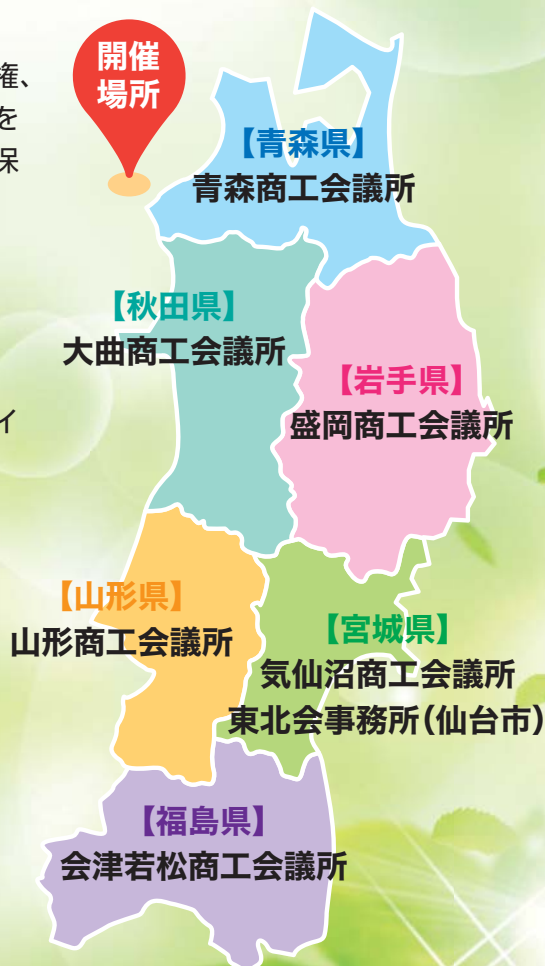 権、
を
保
イ
開催
場所
【青森県】
青森商工会議所
【秋田県】
大曲商工会議所
【岩手県】
盛岡商工会議所
【山形県】
山形商工会議所
【宮城県】
気仙沼商工会議所
東北会事務所(仙台市)
【福島県】
会津若松商工会議所